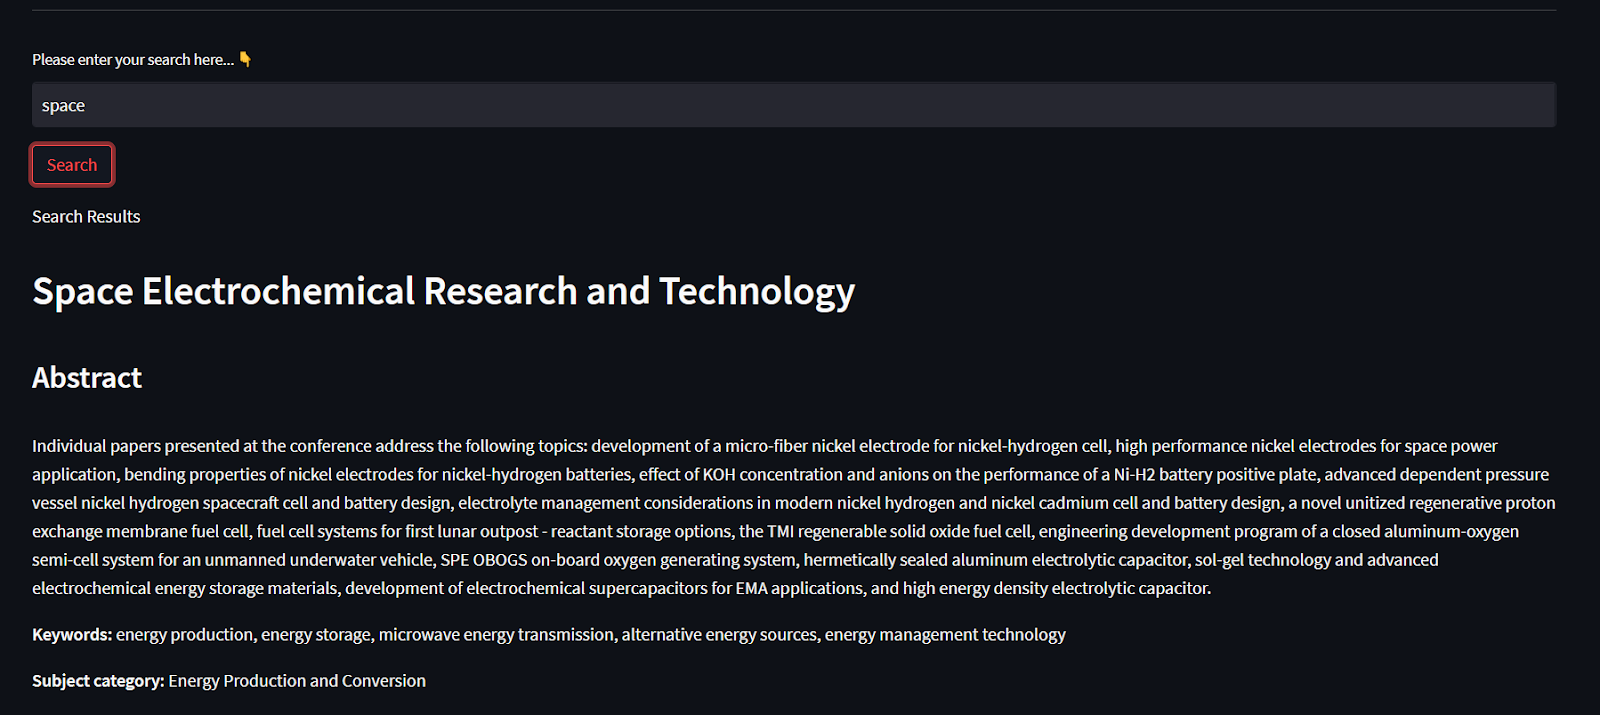 Please enter your search here... 👇
space
Search
Search Results
Space Electrochemical Research and Technology
Abstract
Individual papers presented at the conference address the following topics: development of a micro-fiber nickel electrode for nickel-hydrogen cell, high performance nickel electrodes for space power
application, bending properties of nickel electrodes for nickel-hydrogen batteries, effect of KOH concentration and anions on the performance of a Ni-H2 battery positive plate, advanced dependent pressure
vessel nickel hydrogen spacecraft cell and battery design, electrolyte management considerations in modern nickel hydrogen and nickel cadmium cell and battery design, a novel unitized regenerative proton
exchange membrane fuel cell, fuel cell systems for first lunar outpost - reactant storage options, the TMI regenerable solid oxide fuel cell, engineering development program of a closed aluminum-oxygen
semi-cell system for an unmanned underwater vehicle, SPE OBOGS on-board oxygen generating system, hermetically sealed aluminum electrolytic capacitor, sol-gel technology and advanced
electrochemical energy storage materials, development of electrochemical supercapacitors for EMA applications, and high energy density electrolytic capacitor.
Keywords: energy production, energy storage, microwave energy transmission, alternative energy sources, energy management technology
Subject category: Energy Production and Conversion